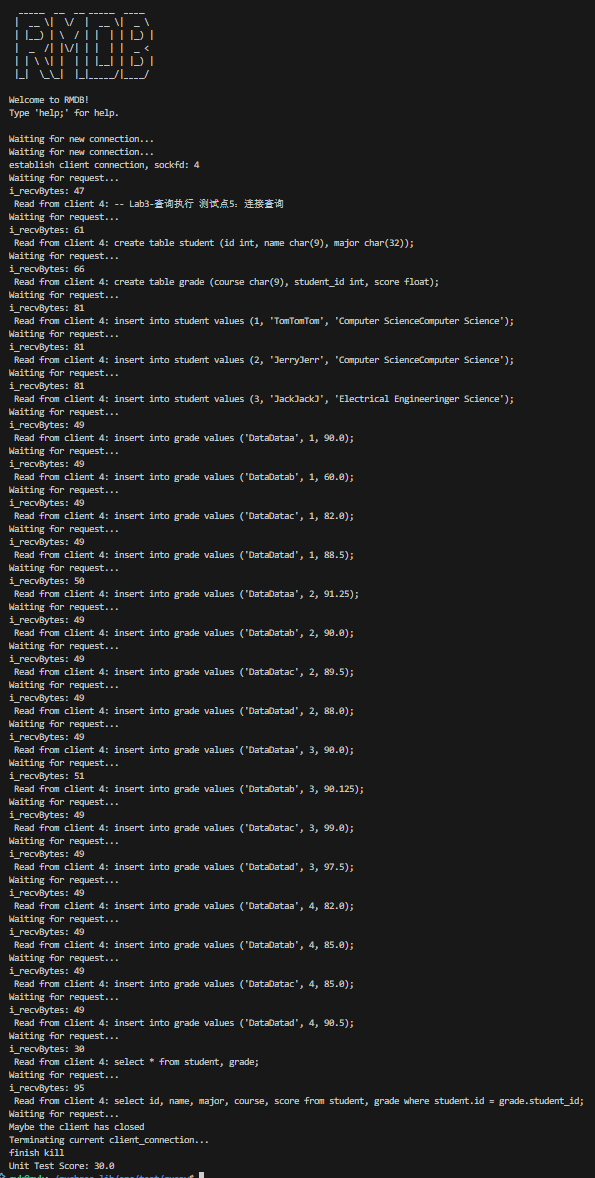 Welcome to RMDB!
Type 'help;' for help.
Waiting for new connection...
Waiting for new connection...
establish client connection, sockfd: 4
Waiting for request...
i_recvBytes: 47
Read from client 4: -- Lab3-查询执行 测试点5: 连接查询
Waiting for request...
i_recvBytes: 61
Read from client 4: create table student (id int, name char(9), major char(32));
Waiting for request...
i_recvBytes: 66
Read from client 4: create table grade (course char(9), student_id int, score float);
Waiting for request...
i_recvBytes: 81
Read from client 4: insert into student values (1, 'TomTomTom', 'Computer ScienceComputer Science');
Waiting for request...
i_recvBytes: 81
Read from client 4: insert into student values (2, 'JerryJerr', 'Computer ScienceComputer Science');
Waiting for request...
i_recvBytes: 81
Read from client 4: insert into student values (3, 'JackJackJ', 'Electrical Engineeringer Science');
Waiting for request...
i_recvBytes: 49
Read from client 4: insert into grade values ('DataDataa', 1, 90.0);
Waiting for request...
i_recvBytes: 49
Read from client 4: insert into grade values ('DataDatab', 1, 60.0);
Waiting for request...
i_recvBytes: 49
Read from client 4: insert into grade values ('DataDatac', 1, 82.0);
Waiting for request...
i_recvBytes: 49
Read from client 4: insert into grade values ('DataDatad', 1, 88.5);
Waiting for request...
i_recvBytes: 50
Read from client 4: insert into grade values ('DataDataa', 2, 91.25);
Waiting for request...
i_recvBytes: 49
Read from client 4: insert into grade values ('DataDatab', 2, 90.0);
Waiting for request...
i_recvBytes: 49
Read from client 4: insert into grade values ('DataDatac', 2, 89.5);
Waiting for request...
i_recvBytes: 49
Read from client 4: insert into grade values ('DataDatad', 2, 88.0);
Waiting for request...
i_recvBytes: 49
Read from client 4: insert into grade values ('DataDataa', 3, 90.0);
Waiting for request...
i_recvBytes: 51
Read from client 4: insert into grade values ('DataDatab', 3, 90.125);
Waiting for request...
i_recvBytes: 49
Read from client 4: insert into grade values ('DataDatac', 3, 99.0);
Waiting for request...
i_recvBytes: 49
Read from client 4: insert into grade values ('DataDatad', 3, 97.5);
Waiting for request...
i_recvBytes: 49
Read from client 4: insert into grade values ('DataDataa', 4, 82.0);
Waiting for request...
i_recvBytes: 49
Read from client 4: insert into grade values ('DataDatab', 4, 85.0);
Waiting for request...
i_recvBytes: 49
Read from client 4: insert into grade values ('DataDatac', 4, 85.0);
Waiting for request...
i_recvBytes: 49
Read from client 4: insert into grade values ('DataDatad', 4, 90.5);
Waiting for request...
i_recvBytes: 30
Read from client 4: select * from student, grade;
Waiting for request...
i_recvBytes: 95
Read from client 4: select id, name, major, course, score from student, grade where student.id = grade.student_id;
Waiting for request...
Maybe the client has closed
Terminating current client_connection...
finish kill
Unit Test Score: 30.0